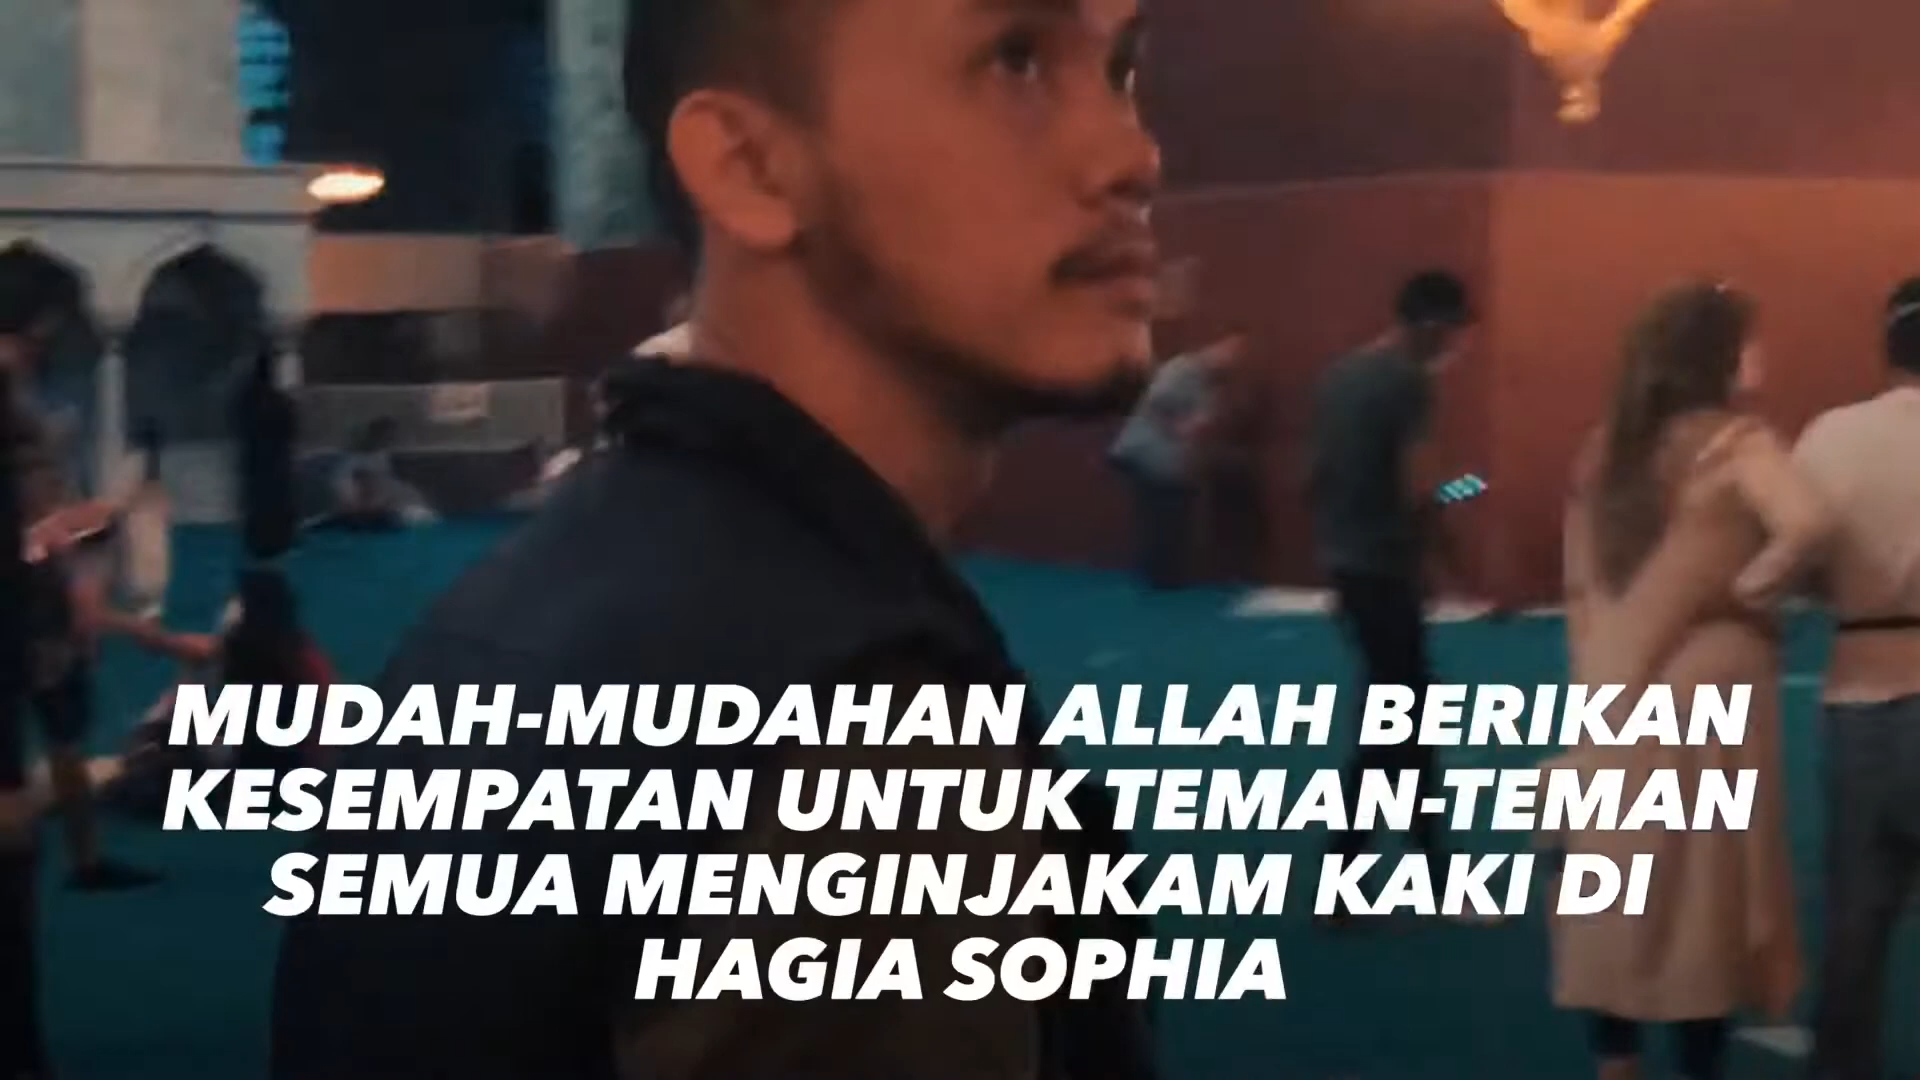 MUDAH-MUDAHAN ALLAH BERIKAN
KESEMPATAN UNTUK TEMAN-TEMAN
SEMUA MENGINJAKAM KAKI DI
HAGIA SOPHIA